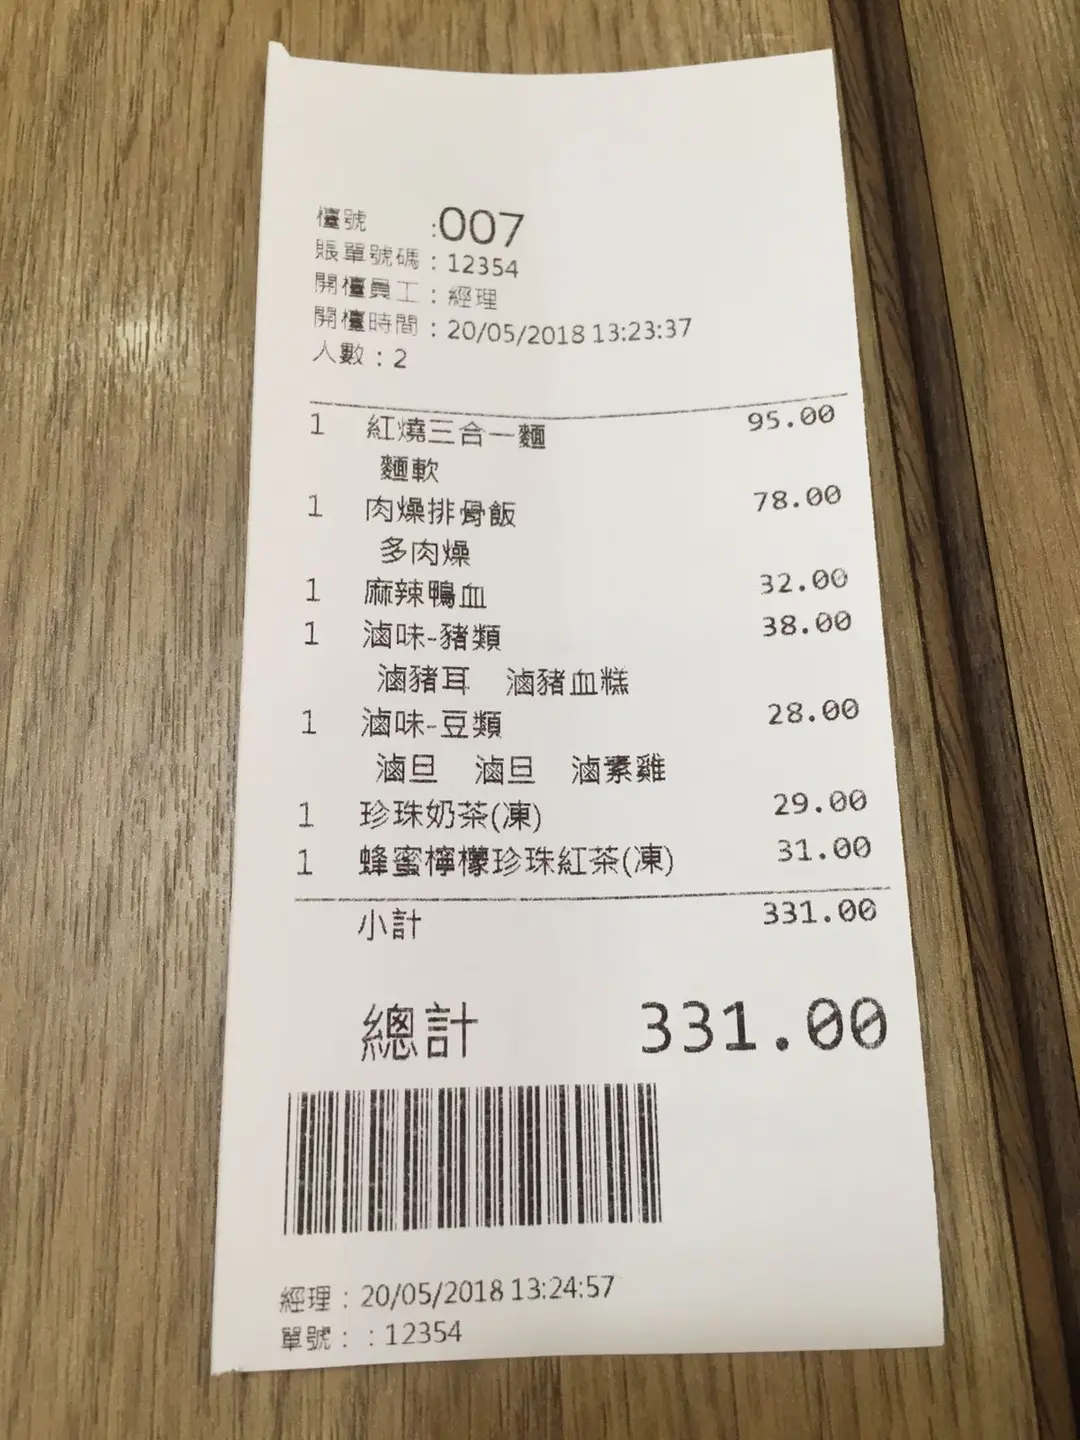 檯號 :007
賬單號碼 : 12354
開檯員工 : 經理
開檯時間 : 20/05/2018 13:23:37
人數 : 2
1 紅燒三合一麵 95.00
麵軟
1 肉燥排骨飯 78.00
多肉燥
1 麻辣鴨血 32.00
1 滷味-豬類 38.00
滷豬耳 滷豬血糕
1 滷味-豆類 28.00
滷旦 滷旦 滷素雞
1 珍珠奶茶(凍) 29.00
1 蜂蜜檸檬珍珠紅茶(凍) 31.00
小計 331.00
總計 331.00
經理 : 20/05/2018 13:24:57
單號 : : 12354